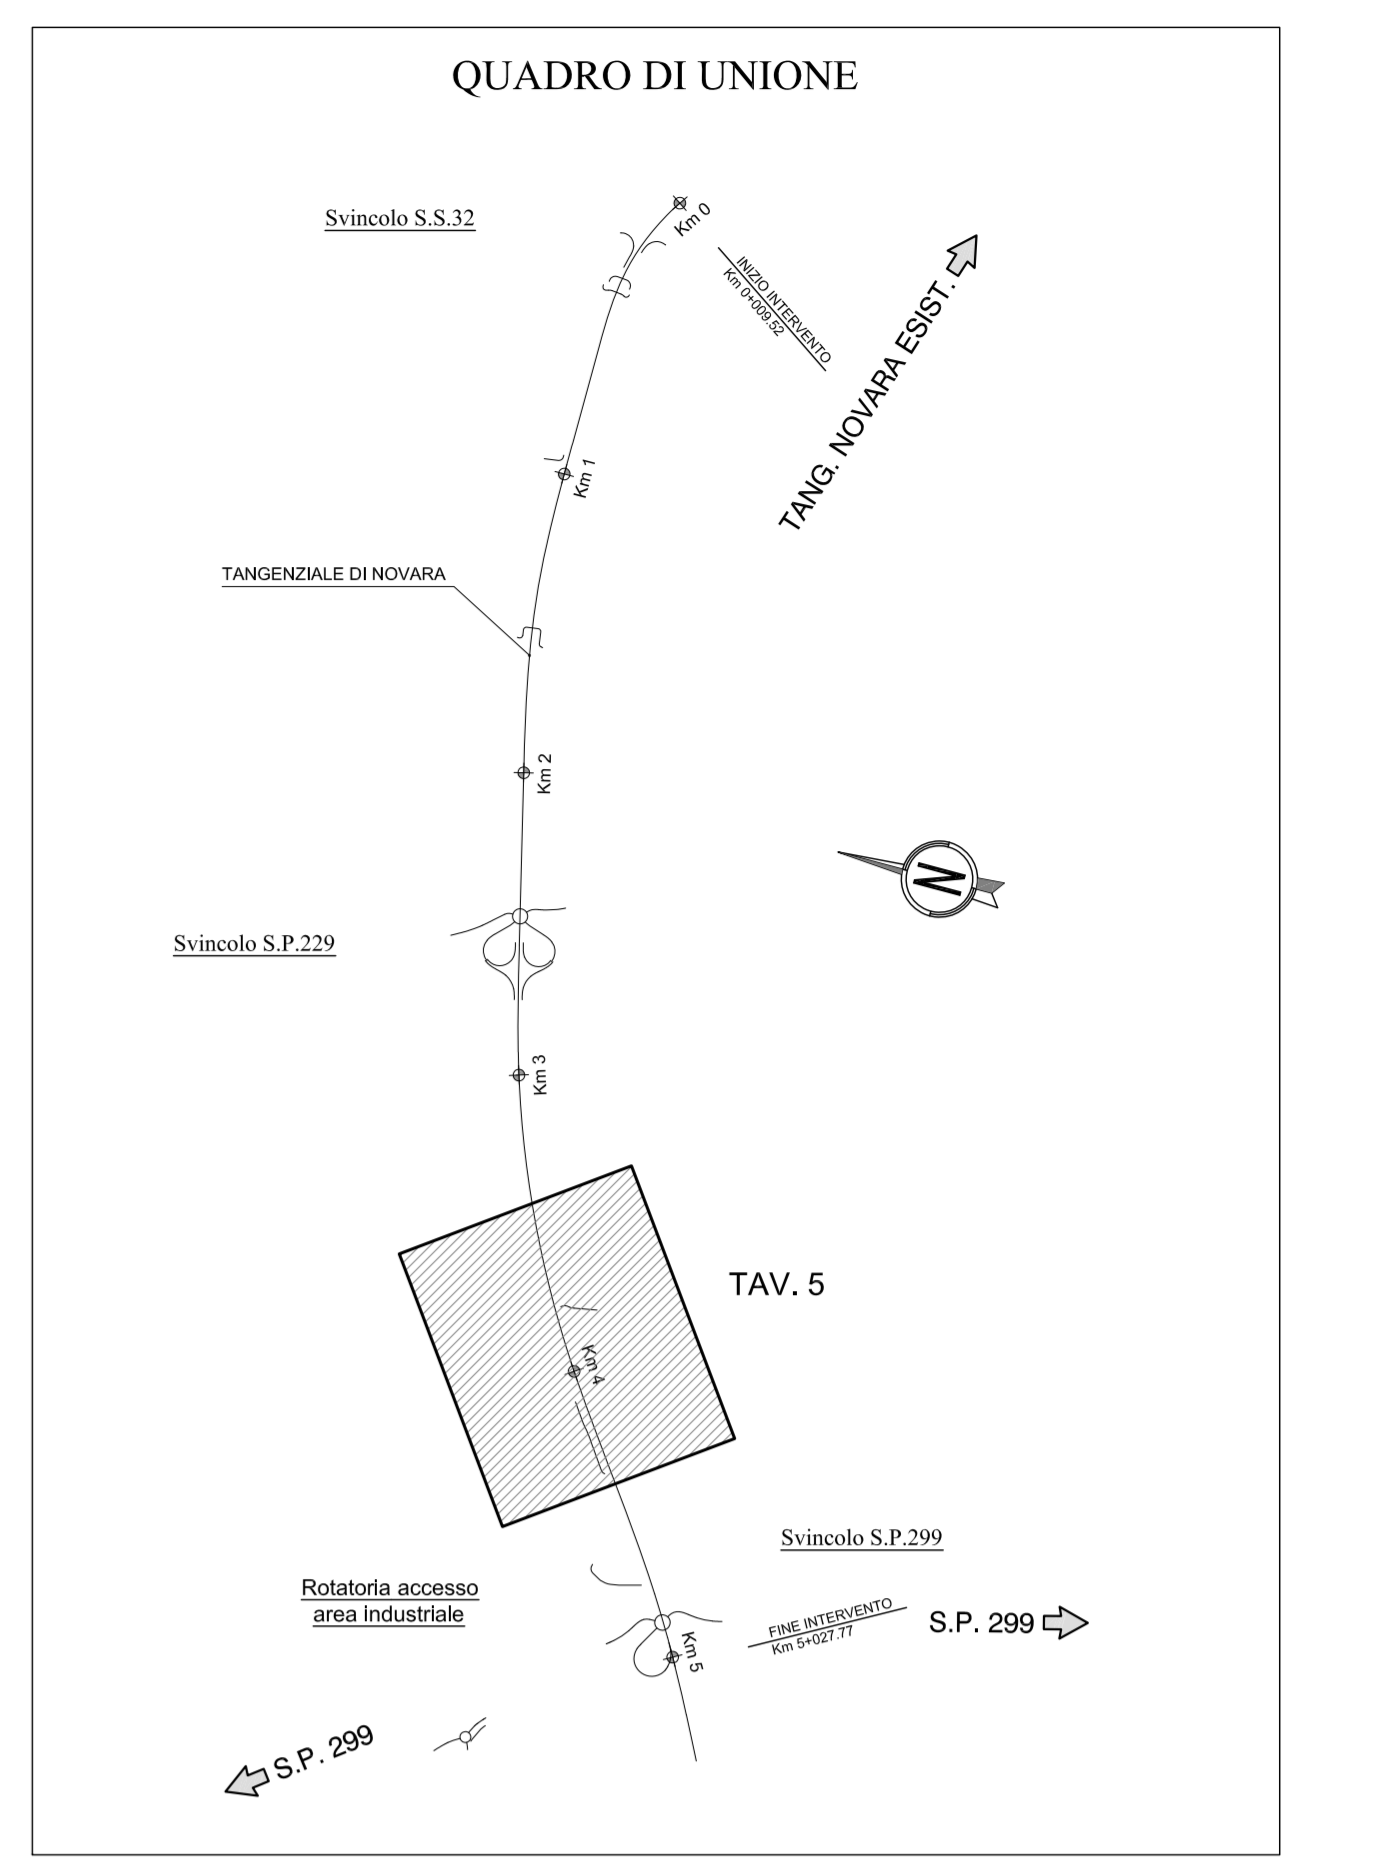 QUADRO DI UNIONE
Svincolo S.S.32
Km 0
INIZIO INTERVENTO
Km 0+009.52
TANG. NOVARA ESIST.
Km 1
TANGENZIALE DI NOVARA
Km 2
N
Svincolo S.P.229
Km 3
TAV. 5
Km 4
Svincolo S.P.299
Rotatoria accesso
area industriale
FINE INTERVENTO
Km 5+027.77
S.P. 299
Km 5
S.P. 299